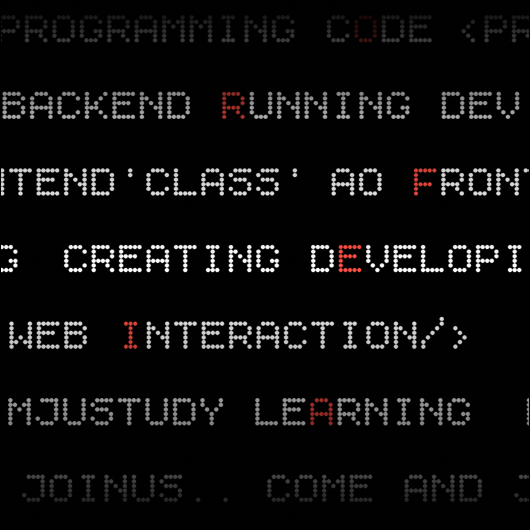 PROGRAMMING CODE <PR
BACKEND RUNNING DEV
NTEND'CLASS' AO FRONT
G CREATING DEVELOPI
WEB INTERACTION/>
MJUSTUDY LEARNING
JOINUS.. COME AND J